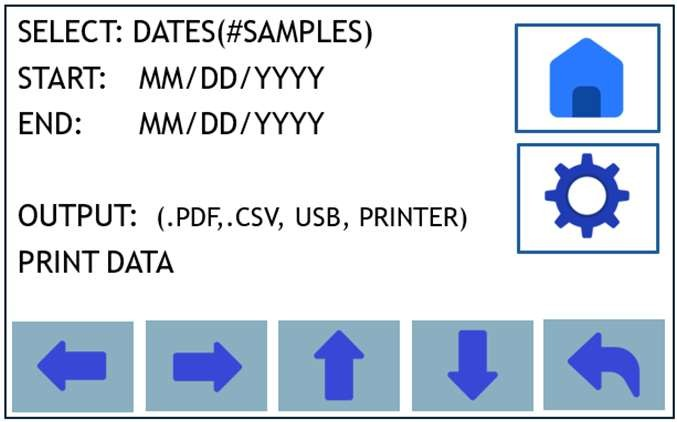 SELECT: DATES(#SAMPLES)
START: MM/DD/YYYY
END: MM/DD/YYYY
OUTPUT: (.PDF,.CSV, USB, PRINTER)
PRINT DATA